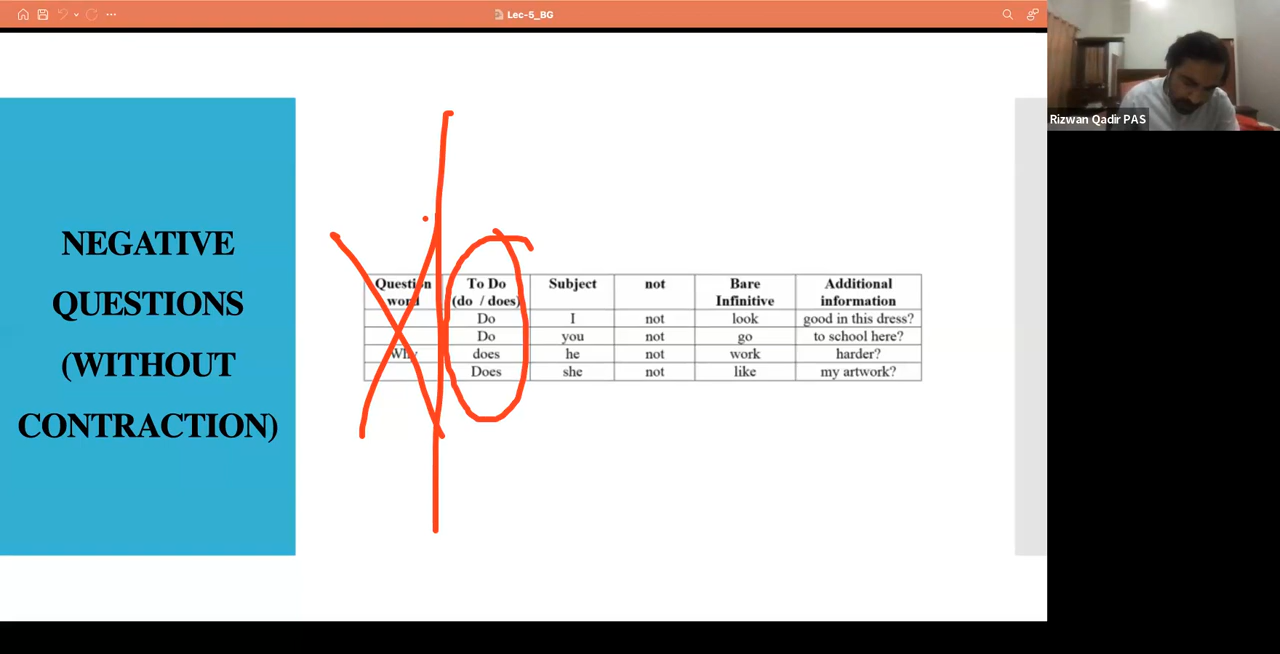 Lec-5_BG
Rizwan Qadir PAS
NEGATIVE
QUESTIONS
(WITHOUT
CONTRACTION)
Question word To Do (do / does) Subject not Bare Infinitive Additional information
Do I not look good in this dress?
Do you not go to school here?
Why does he not work harder?
Does she not like my artwork?